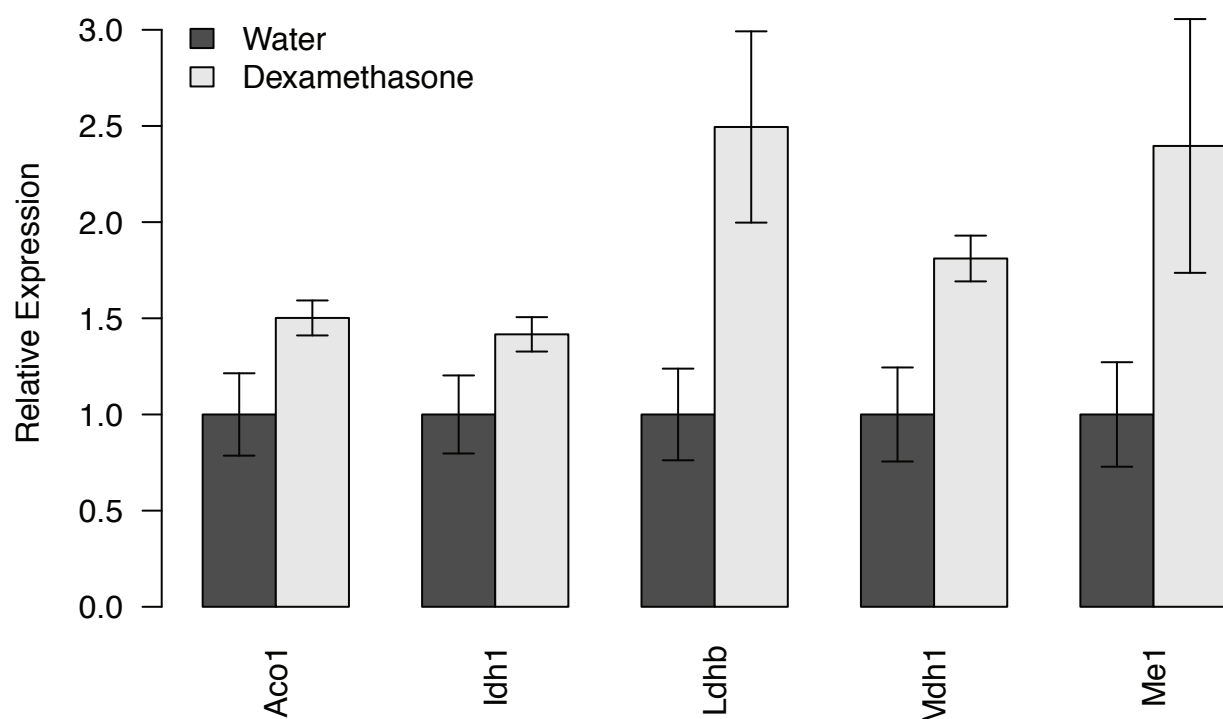 3.0
2.5
2.0
1.5
1.0
0.5
0.0
Relative Expression
Water
Dexamethasone
Aco1
Idh1
Ldhb
Mdh1
Me1